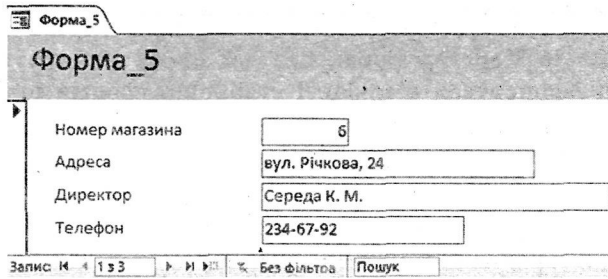 Форма_5
Форма_5
Номер магазина 6
Адреса вул. Річкова, 24
Директор Середа К. М.
Телефон 234-67-92
Запис: 1 з 3 Без фільтра Пошук